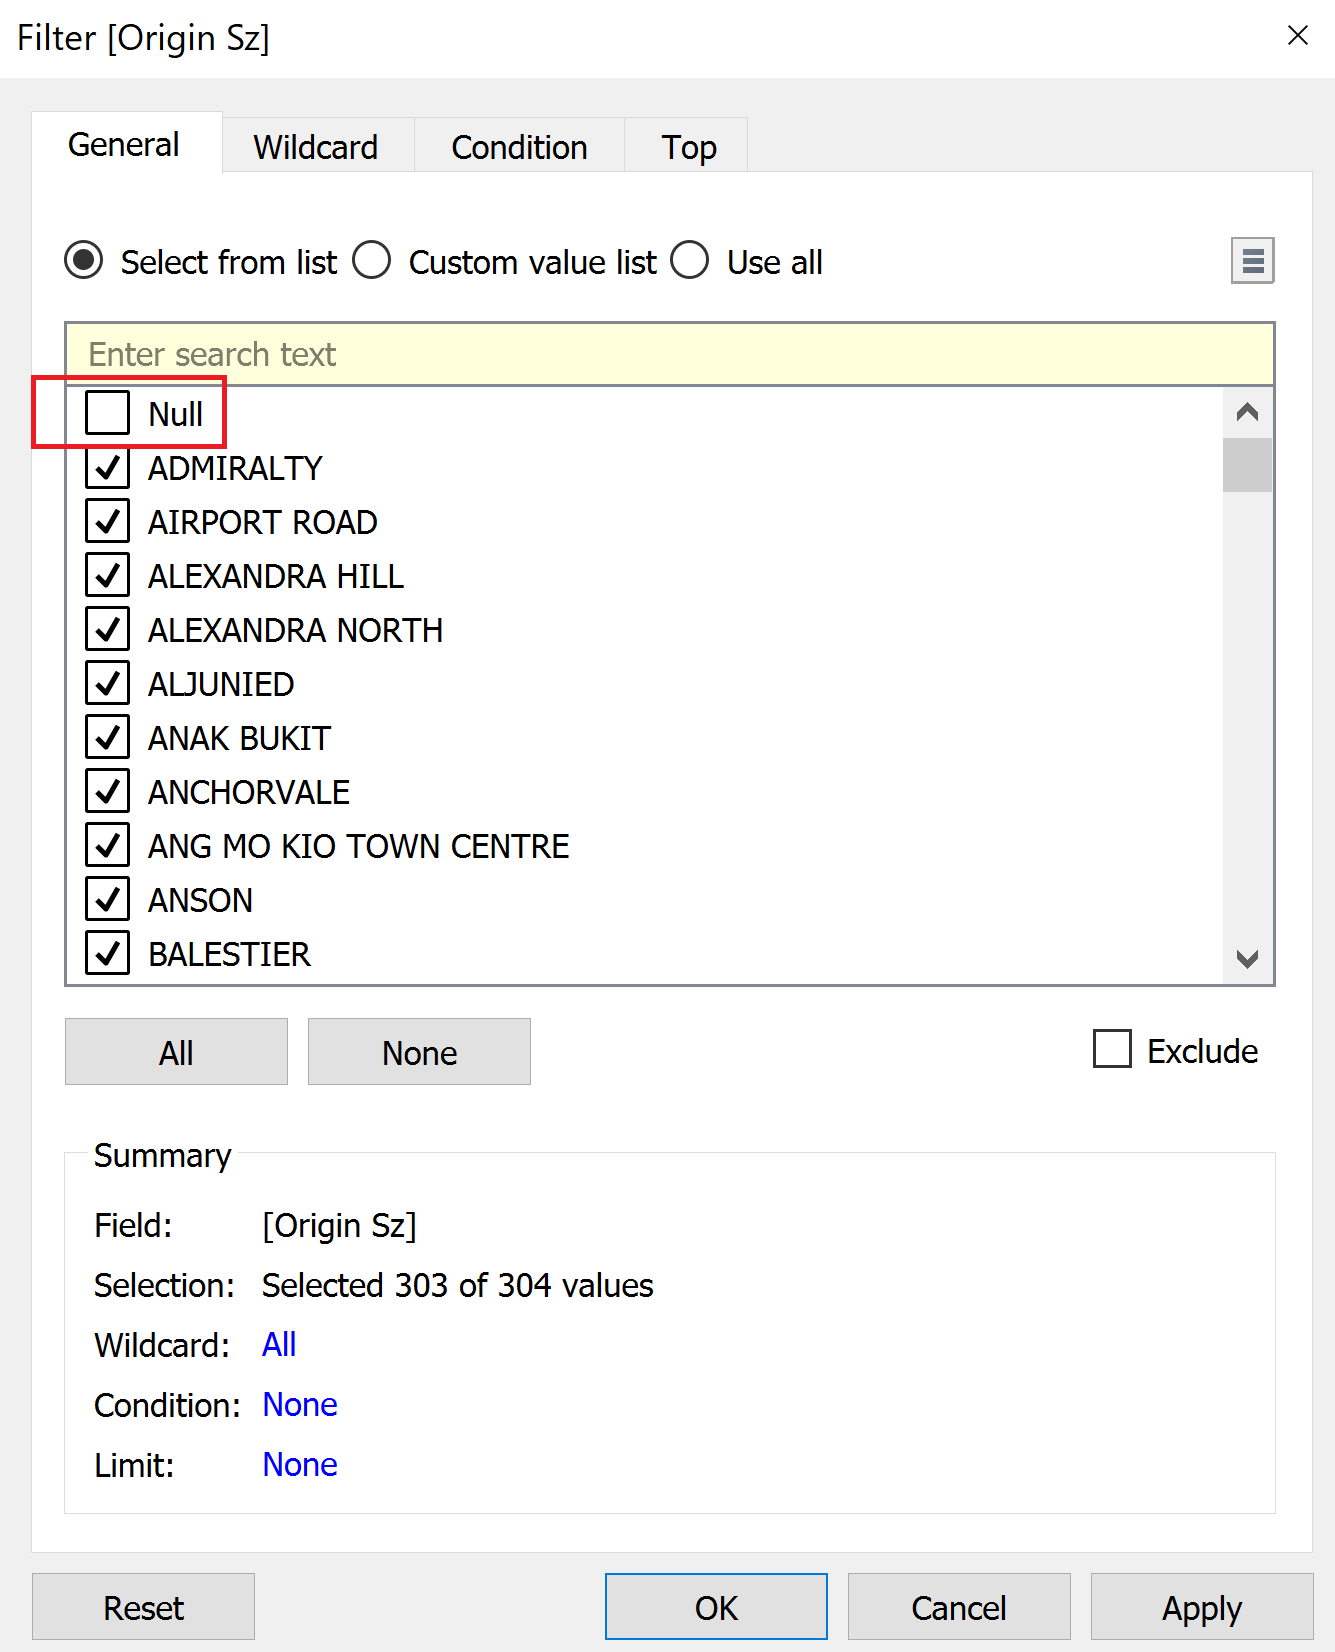 Filter [Origin Sz]
General Wildcard Condition Top
Select from list Custom value list Use all
Enter search text
Null
ADMIRALTY
AIRPORT ROAD
ALEXANDRA HILL
ALEXANDRA NORTH
ALJUNIED
ANAK BUKIT
ANCHORVALE
ANG MO KIO TOWN CENTRE
ANSON
BALESTIER
All None Exclude
Summary
Field: [Origin Sz]
Selection: Selected 303 of 304 values
Wildcard: All
Condition: None
Limit: None
Reset OK Cancel Apply